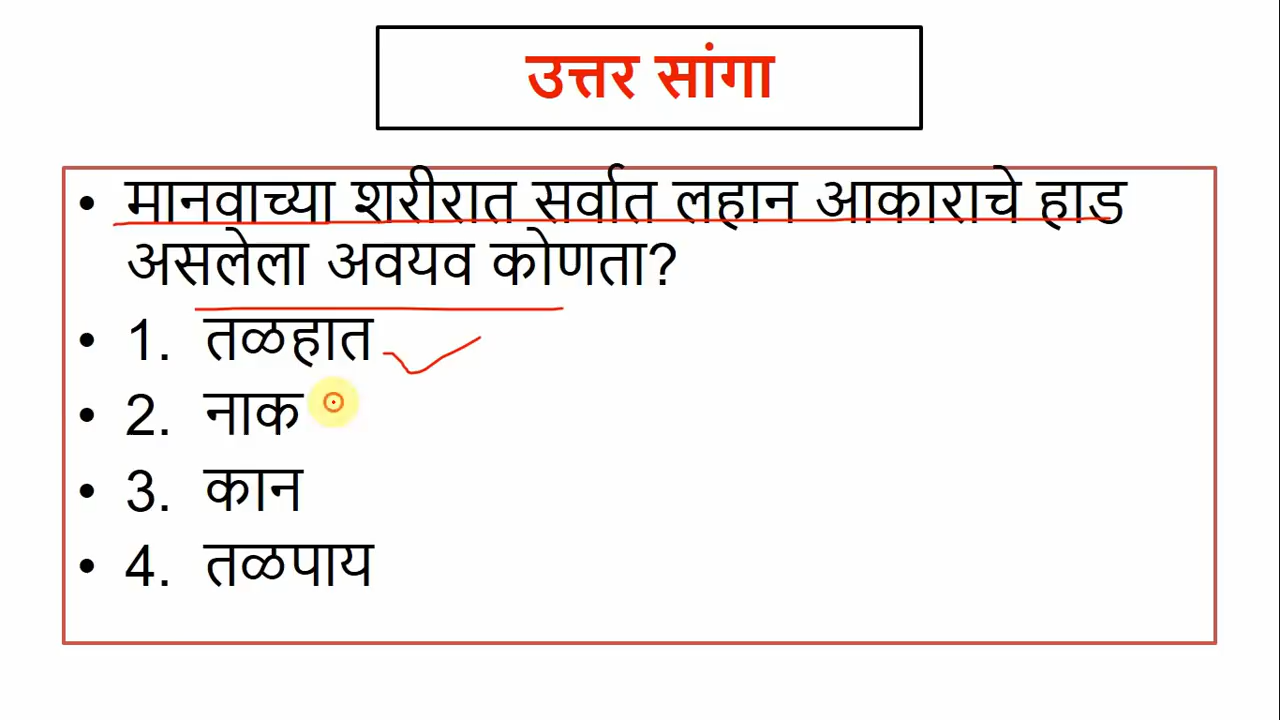 उत्तर सांगा
• मानवाच्या शरीरात सर्वात लहान आकाराचे हाड
असलेला अवयव कोणता?
• 1. तळहात
• 2. नाक
• 3. कान
• 4. तळपाय